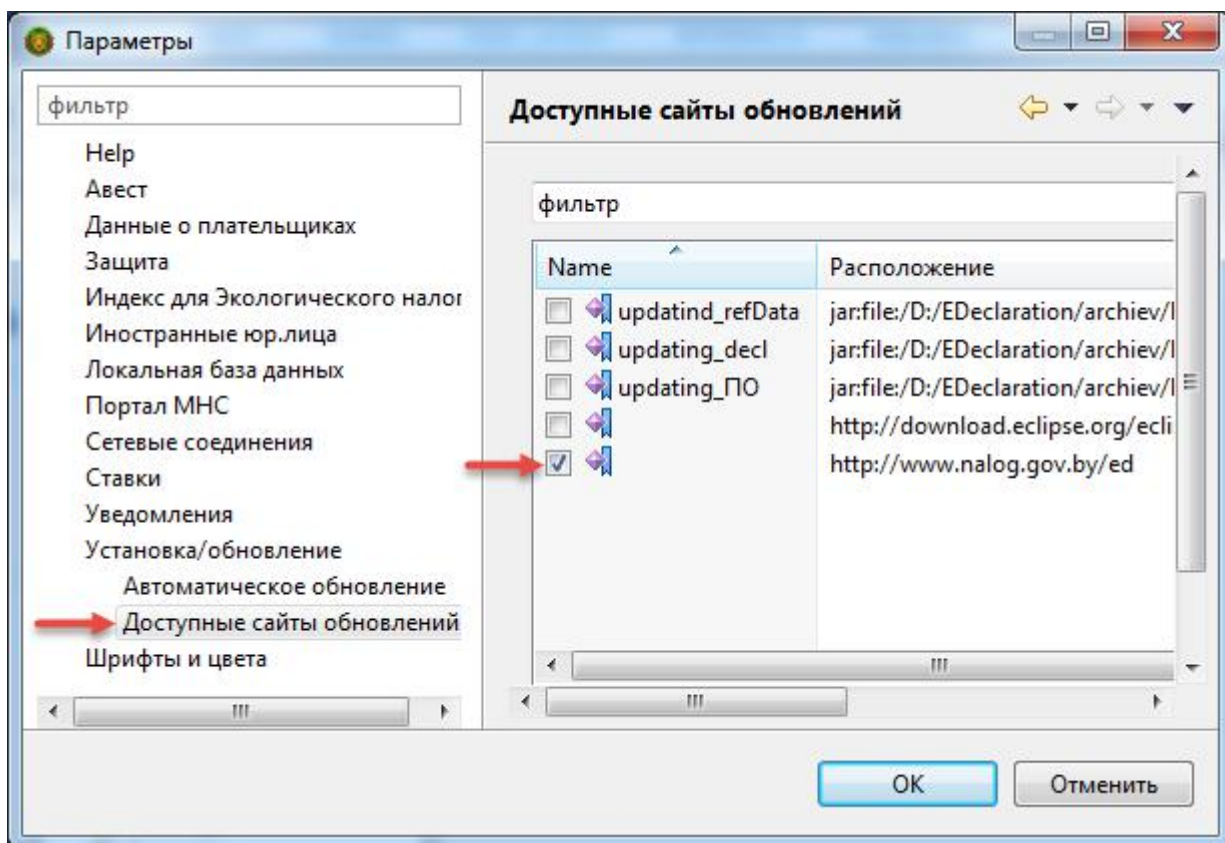 Параметры
фильтр
Help
Авест
Данные о плательщиках
Защита
Индекс для Экологического налог
Иностранные юр.лица
Локальная база данных
Портал МНС
Сетевые соединения
Ставки
Уведомления
Установка/обновление
Автоматическое обновление
Доступные сайты обновлений
Шрифты и цвета
Доступные сайты обновлений
фильтр
Name Расположение
updatind_refData jar:file:/D:/EDeclaration/archiev/
updating_decl jar:file:/D:/EDeclaration/archiev/
updating_ПО jar:file:/D:/EDeclaration/archiev/
http://download.eclipse.org/ecli
http://www.nalog.gov.by/ed
OK Отменить